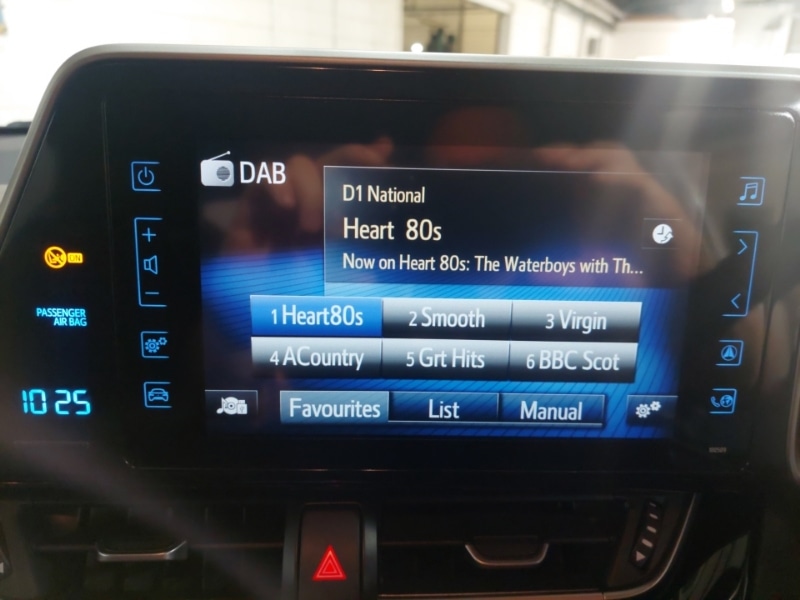 DAB
D1 National
Heart 80s
Now on Heart 80s: The Waterboys with Th...
1 Heart80s
2 Smooth
3 Virgin
4 ACountry
5 Grt Hits
6 BBC Scot
Favourites
List
Manual
ON
PASSENGER
AIR BAG
10:25